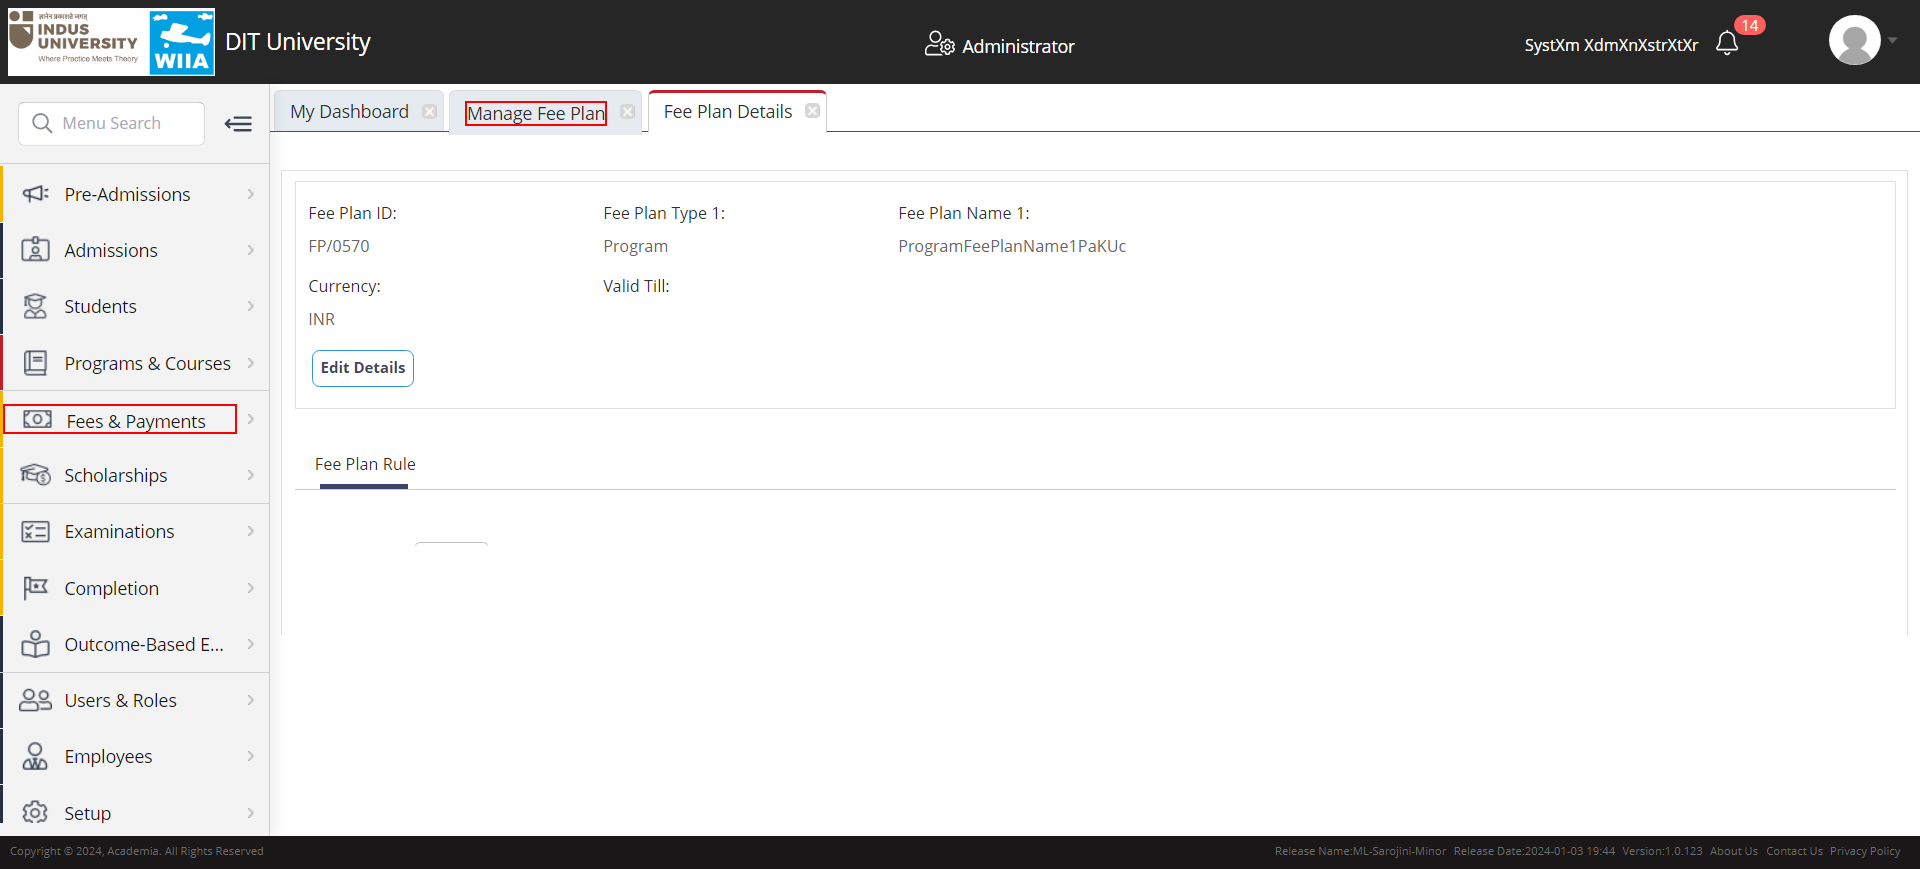 ज्ञानेन प्रकाशते जगत्
INDUS
UNIVERSITY
Where Practice Meets Theory
WIIA
DIT University
Administrator
SystXm XdmXnXstrXtXr
14
Menu Search
My Dashboard
Manage Fee Plan
Fee Plan Details
Pre-Admissions
Admissions
Students
Programs & Courses
Fees & Payments
Scholarships
Examinations
Completion
Outcome-Based E...
Users & Roles
Employees
Setup
Fee Plan ID:
Fee Plan Type 1:
Fee Plan Name 1:
FP/0570
Program
ProgramFeePlanName1PaKUc
Currency:
Valid Till:
INR
Edit Details
Fee Plan Rule
Copyright © 2024, Academia. All Rights Reserved
Release Name:ML-Sarojini-Minor Release Date:2024-01-03 19:44 Version:1.0.123 About Us Contact Us Privacy Policy